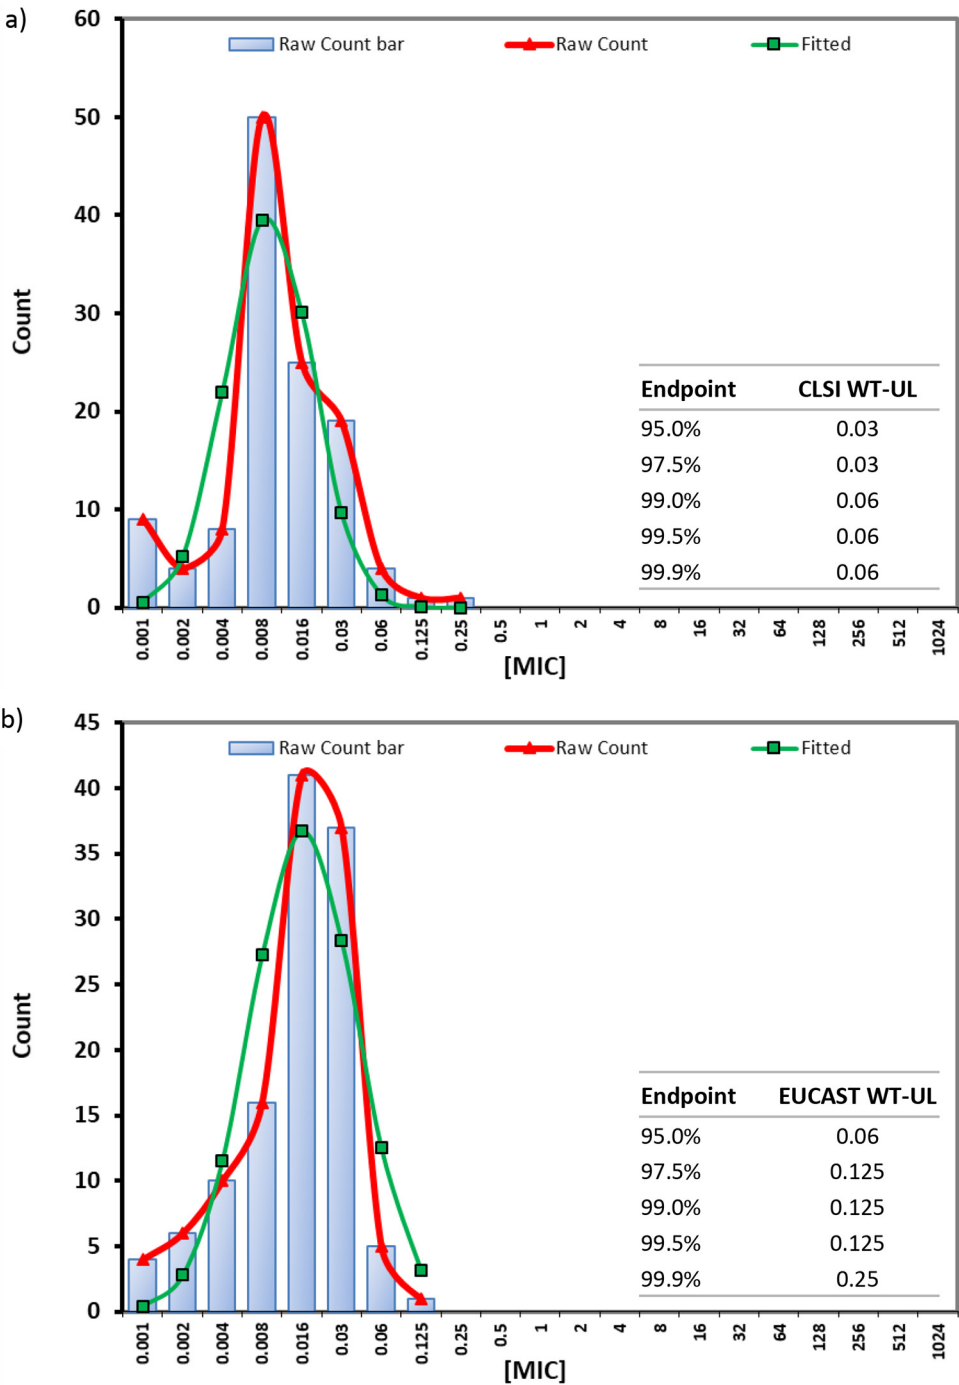 a)
Raw Count bar Raw Count Fitted
60
50
40
30
20
10
0
Count
Endpoint CLSI WT-UL
95.0% 0.03
97.5% 0.03
99.0% 0.06
99.5% 0.06
99.9% 0.06
0.001 0.002 0.004 0.008 0.016 0.03 0.06 0.1125 0.25 0.5 1 2 4 8 16 32 64 128 256 512 1024
[MIC]
b)
Raw Count bar Raw Count Fitted
45
40
35
30
25
20
15
10
5
0
Count
Endpoint EUCAST WT-UL
95.0% 0.06
97.5% 0.125
99.0% 0.125
99.5% 0.125
99.9% 0.25
0.001 0.002 0.004 0.008 0.016 0.03 0.06 0.125 0.25 0.5 1 2 4 8 16 32 64 128 256 512 1024
[MIC]